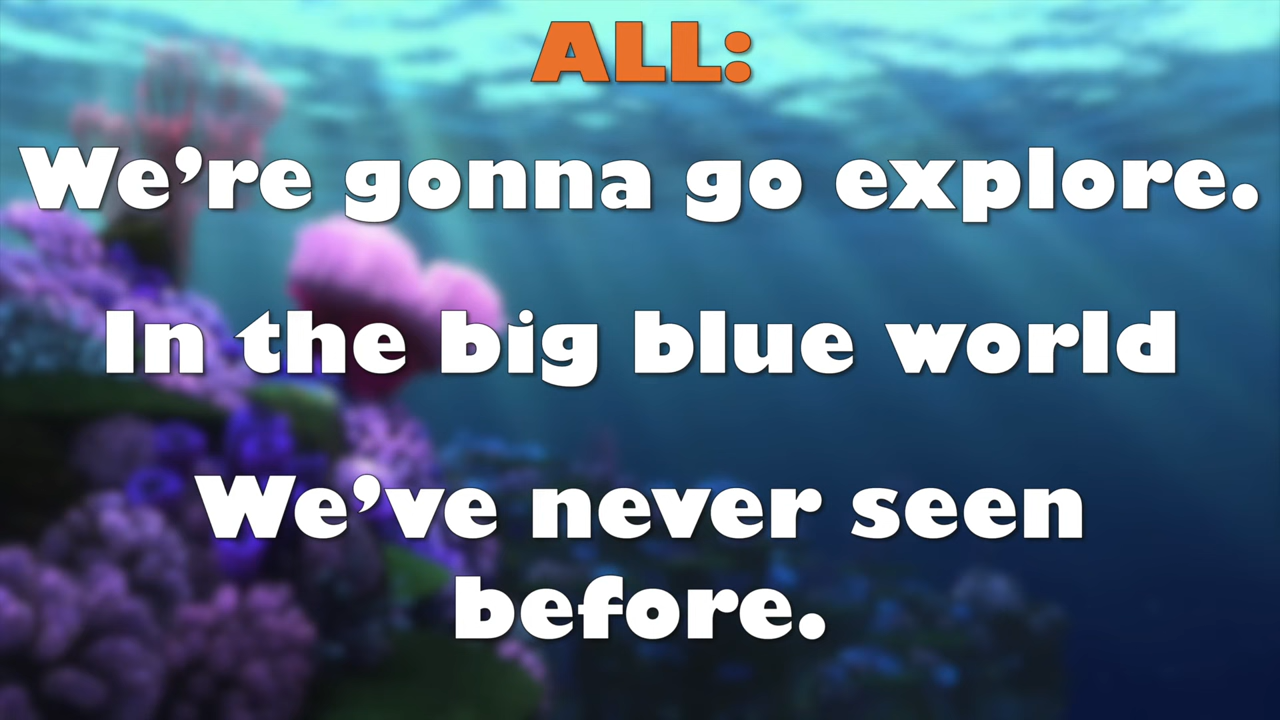 ALL:
We’re gonna go explore.
In the big blue world
We’ve never seen
before.